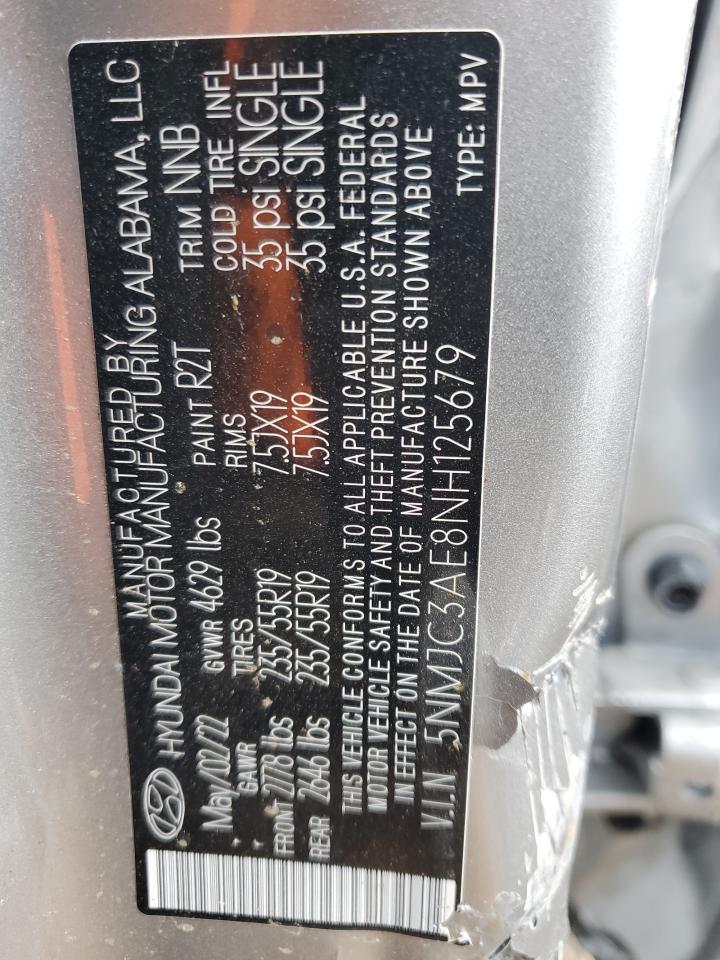 MANUFACTURED BY
HYUNDAI MOTOR MANUFACTURING ALABAMA, LLC
May/02/22 GVWR 4629 lbs PAINT R2T TRIM NNB
GAWR TIRES RIMS COLD TIRE INFL
FRONT 2778 lbs 235/55R19 7.5JX19 35 psi SINGLE
REAR 2646 lbs 235/55R19 7.5JX19 35 psi SINGLE
THIS VEHICLE CONFORMS TO ALL APPLICABLE U.S.A. FEDERAL
MOTOR VEHICLE SAFETY AND THEFT PREVENTION STANDARDS
IN EFFECT ON THE DATE OF MANUFACTURE SHOWN ABOVE
V.I.N 5NMJC3AE8NH125679 TYPE: MPV